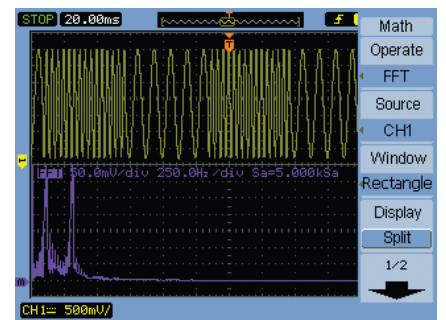 STOP 20.00ms
T
FFT 50.0mV/div 250.0Hz/div Sa=5.000kSa
M
CH1 500mV/
Math
Operate
FFT
Source
CH1
Window
Rectangle
Display
Split
1/2